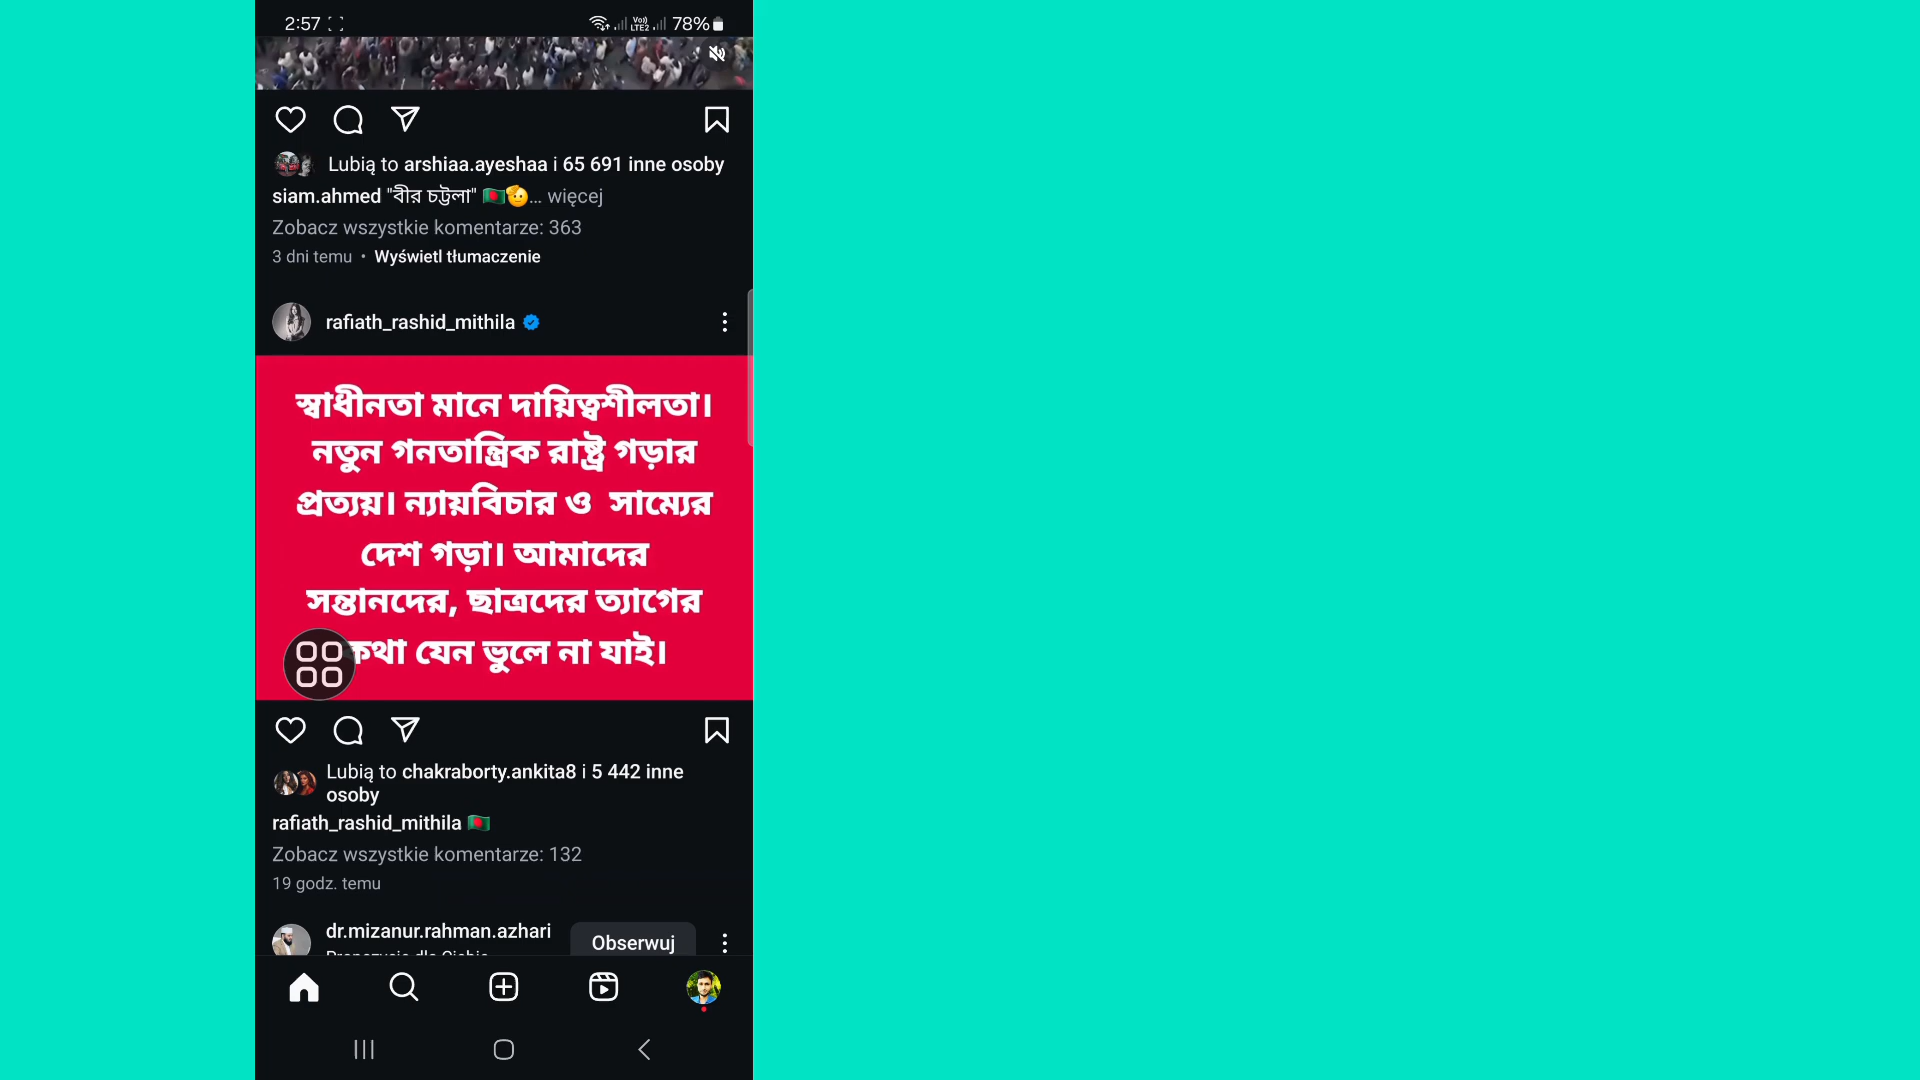 2:57 78%
Vo)) LTE2
Lubią to arshiaa.ayeshaa i 65 691 inne osoby
siam.ahmed "বীর চট্টলা" 🇧🇩🫡... więcej
Zobacz wszystkie komentarze: 363
3 dni temu • Wyświetl tłumaczenie
rafiath_rashid_mithila
স্বাধীনতা মানে দায়িত্বশীলতা।
নতুন গনতান্ত্রিক রাষ্ট্র গড়ার
প্রত্যয়। ন্যায়বিচার ও সাম্যের
দেশ গড়া। আমাদের
সন্তানদের, ছাত্রদের ত্যাগের
কথা যেন ভুলে না যাই।
Lubią to chakraborty.ankita8 i 5 442 inne
osoby
rafiath_rashid_mithila 🇧🇩
Zobacz wszystkie komentarze: 132
19 godz. temu
dr.mizanur.rahman.azhari Obserwuj